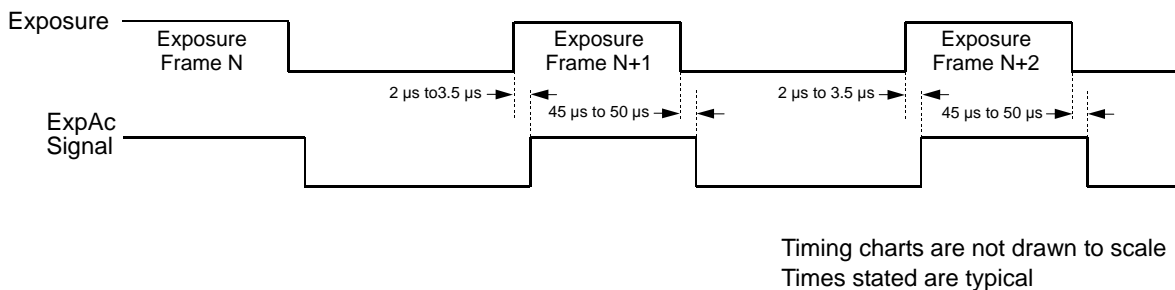 Exposure
Exposure
Frame N
Exposure
Frame N+1
Exposure
Frame N+2
2 µs to3.5 µs
45 µs to 50 µs
2 µs to 3.5 µs
45 µs to 50 µs
ExpAc
Signal
Timing charts are not drawn to scale
Times stated are typical